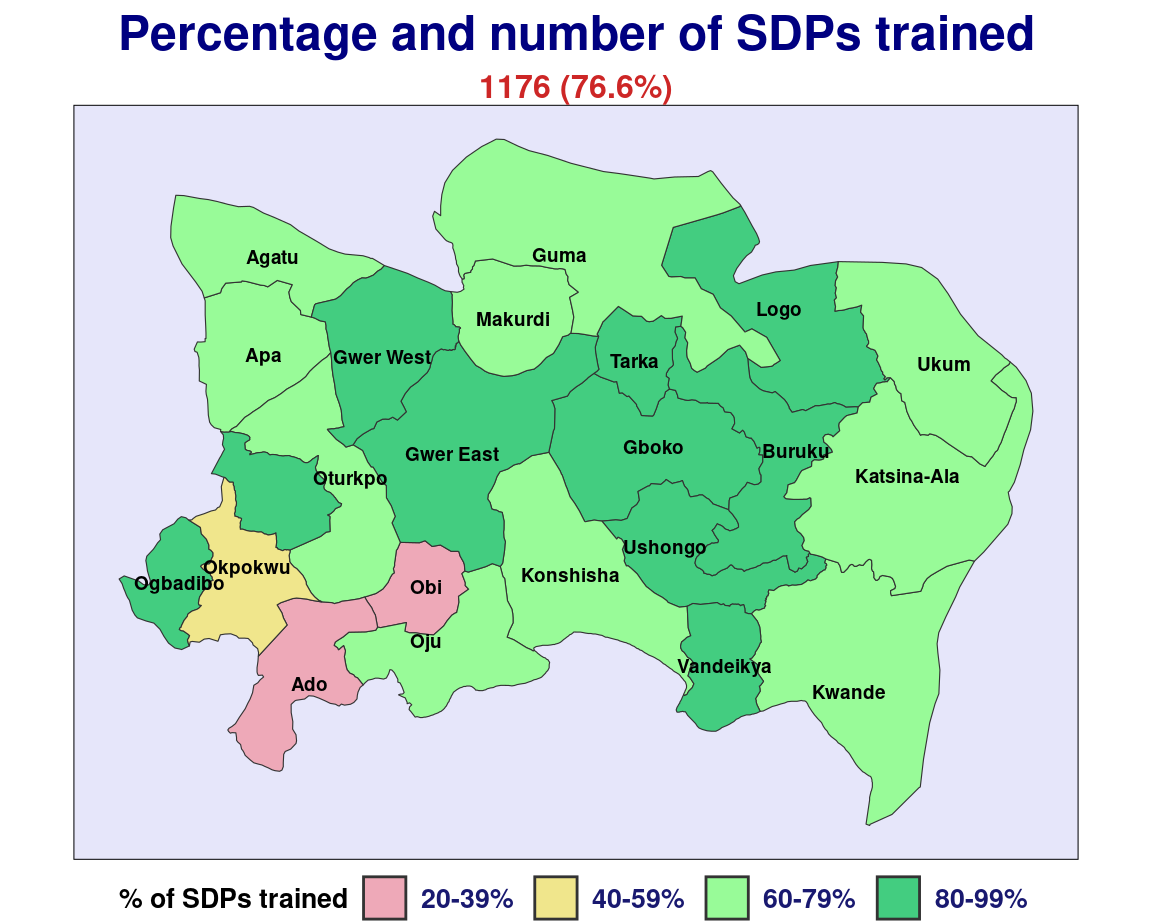 Percentage and number of SDPs trained
1176 (76.6%)
Agatu
Guma
Makurdi
Logo
Apa
Gwer West
Tarka
Ukum
Gwer East
Gboko
Buruku
Oturkpo
Katsina-Ala
Ushongo
Okpokwu
Ogbadibo
Konshisha
Obi
Oju
Vandeikya
Ado
Kwande
% of SDPs trained 20-39% 40-59% 60-79% 80-99%